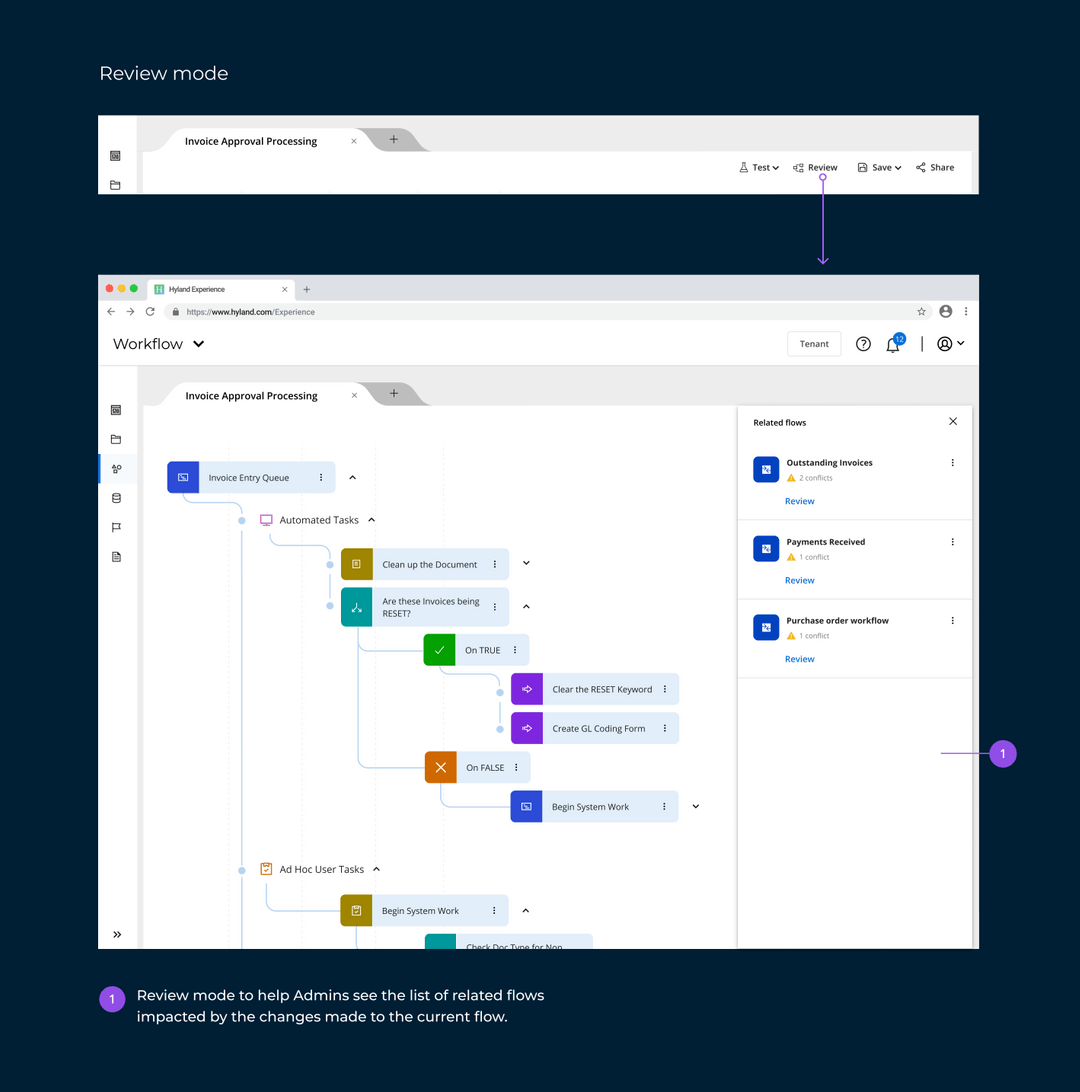 Review mode
Invoice Approval Processing
Test
Review
Save
Share
Hyland Experience
https://www.hyland.com/Experience
Workflow
Tenant
12
Invoice Approval Processing
Invoice Entry Queue
Automated Tasks
Clean up the Document
Are these Invoices being
RESET?
On TRUE
Clear the RESET Keyword
Create GL Coding Form
On FALSE
Begin System Work
Ad Hoc User Tasks
Begin System Work
Check Doc Type for Non
Related flows
Outstanding Invoices
2 conflicts
Review
Payments Received
1 conflict
Review
Purchase order workflow
1 conflict
Review
1
1
Review mode to help Admins see the list of related flows
impacted by the changes made to the current flow.